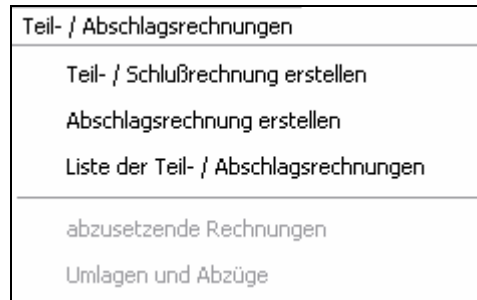 Teil- / Abschlagsrechnungen
Teil- / Schlußrechnung erstellen
Abschlagsrechnung erstellen
Liste der Teil- / Abschlagsrechnungen
abzusetzende Rechnungen
Umlagen und Abzüge